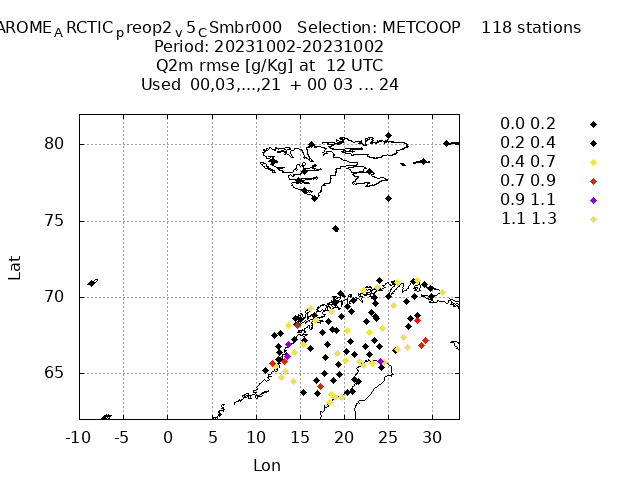 AROME_A RCTIC_p reop2_v 5_C Smbr000 Selection: METCOOP 118 stations
Period: 20231002-20231002
Q2m rmse [g/Kg] at 12 UTC
Used 00,03,...,21 + 00 03 ... 24
0.0 0.2
0.2 0.4
0.4 0.7
0.7 0.9
0.9 1.1
1.1 1.3
80
75
70
65
Lat
-10 -5 0 5 10 15 20 25 30
Lon